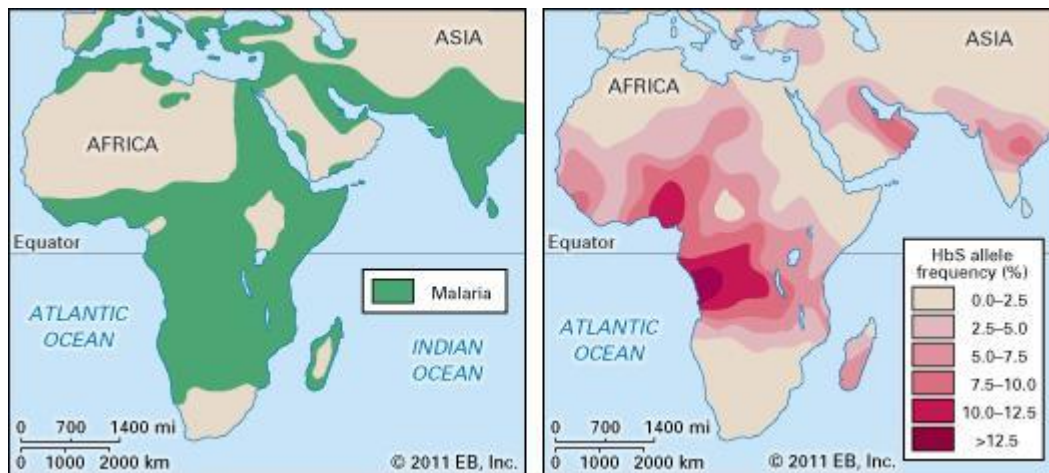 ASIA
AFRICA
Equator
Malaria
ATLANTIC
OCEAN
INDIAN
OCEAN
0 700 1400 mi
0 1000 2000 km
© 2011 EB, Inc.
ASIA
AFRICA
Equator
HbS allele
frequency (%)
0.0–2.5
2.5–5.0
5.0–7.5
7.5–10.0
10.0–12.5
>12.5
ATLANTIC
OCEAN
0 700 1400 mi
0 1000 2000 km
© 2011 EB, Inc.